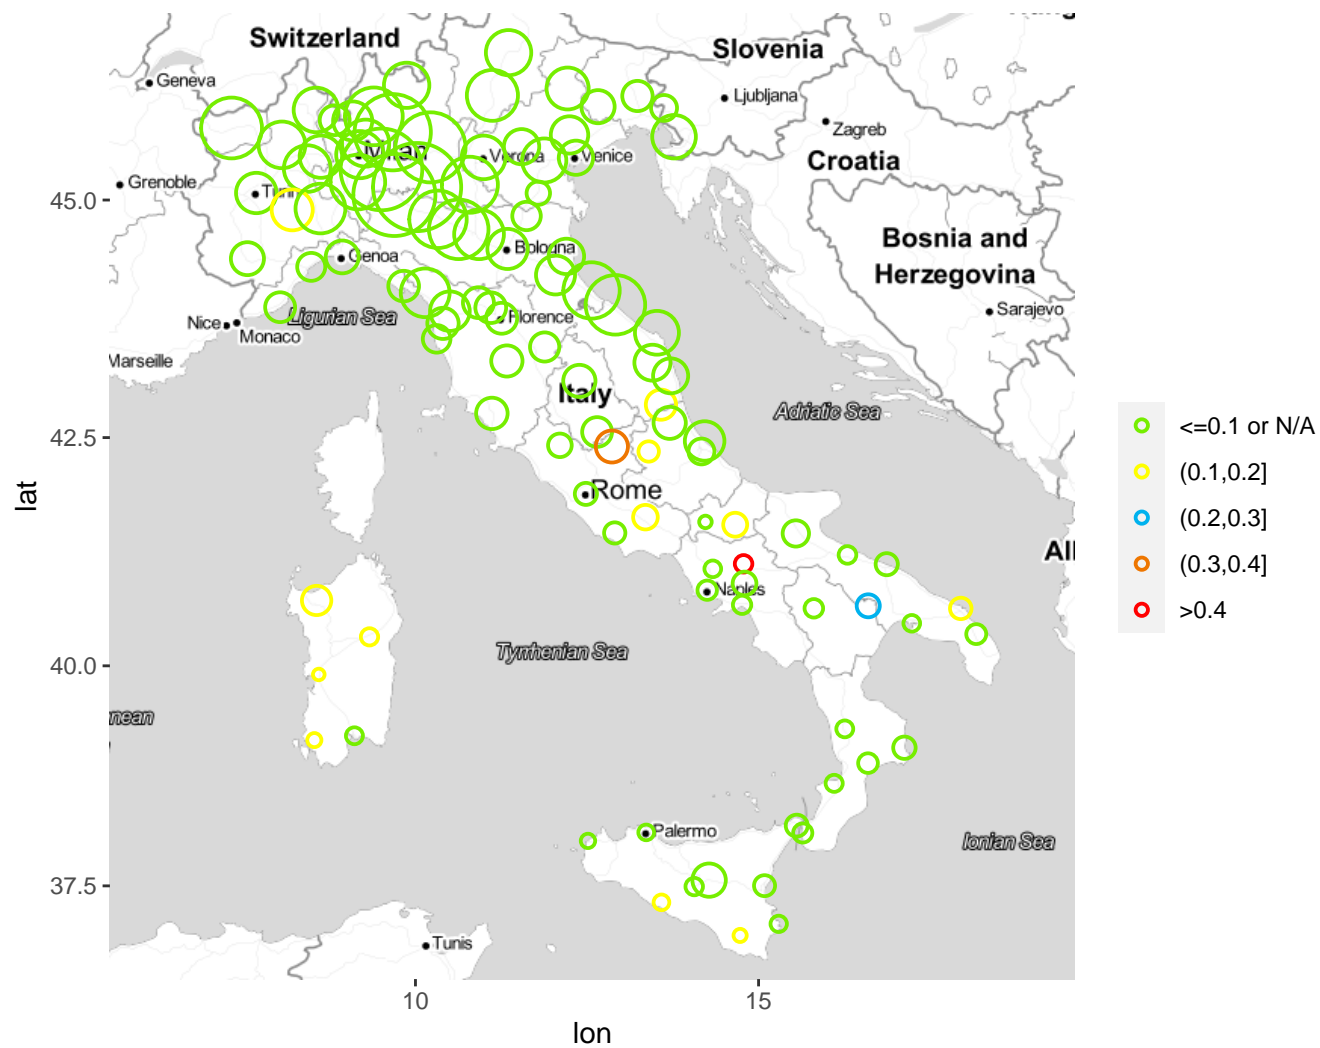 Switzerland
Slovenia
Geneva
Ljubljana
Zagreb
Croatia
Milan
Verona
Venice
Grenoble
45.0
Bosnia and
Herzegovina
Bologna
Genoa
Sarajevo
Ligurian Sea
Florence
Nice
Monaco
Marseille
Italy
Adriatic Sea
42.5
<=0.1 or N/A
(0.1,0.2]
(0.2,0.3]
(0.3,0.4]
>0.4
lat
Rome
Naples
Tyrrhenian Sea
40.0
nean
Palermo
Ionian Sea
37.5
Tunis
10
15
lon